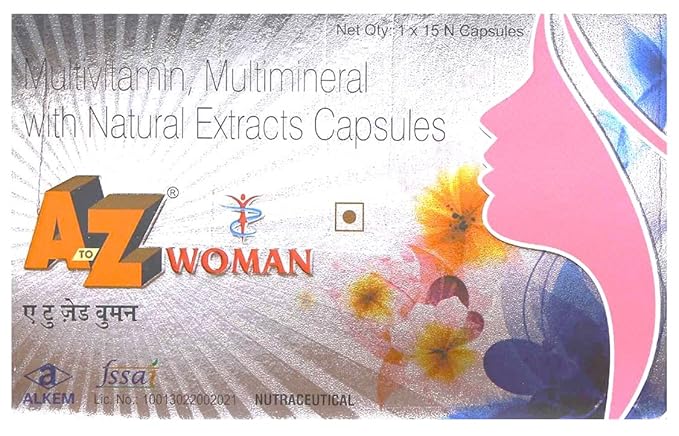 Net Qty: 1 x 15 N Capsules
Multivitamin, Multimineral
with Natural Extracts Capsules
A TO Z® WOMAN
ए टु ज़ेड वुमन
a
ALKEM
fssai
Lic. No.: 10013022002021
NUTRACEUTICAL